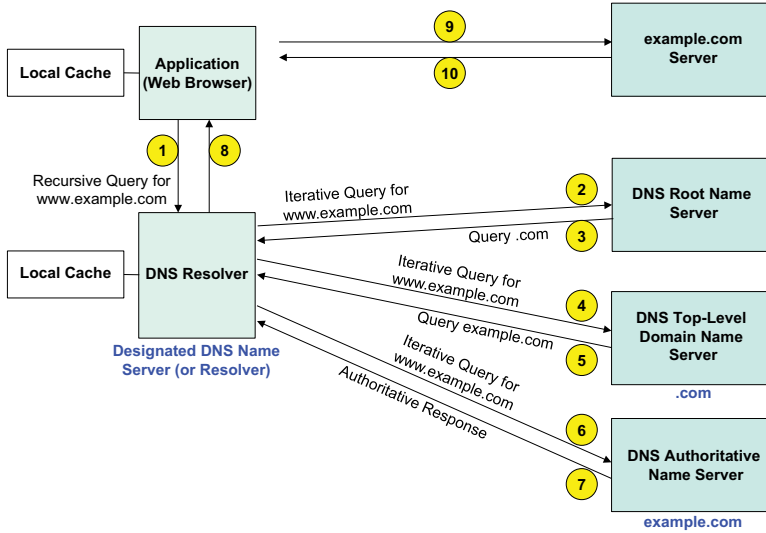 9
example.com
Server
Application
(Web Browser)
Local Cache
10
1
8
Recursive Query for
www.example.com
Iterative Query for
www.example.com
2
DNS Root Name
Server
Query .com
3
Local Cache
DNS Resolver
Iterative Query for
www.example.com
4
DNS Top-Level
Domain Name
Server
Query example.com
5
.com
Designated DNS Name
Server (or Resolver)
Iterative Query for
www.example.com
Authoritative Response
6
DNS Authoritative
Name Server
7
example.com